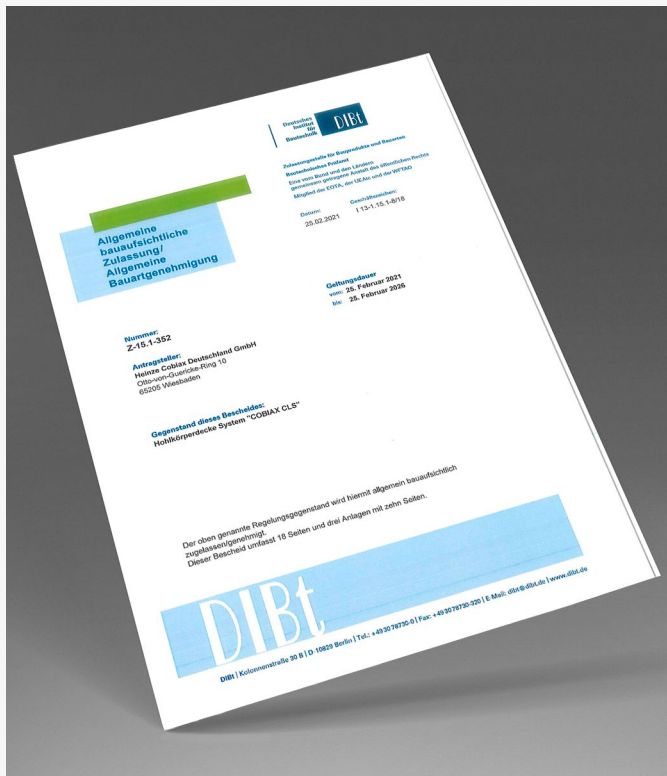 Deutsches
Institut
für
Bautechnik
DIBt
Zulassungsstelle für Bauprodukte und Bauarten
Bautechnisches Prüfamt
Eine vom Bund und den Ländern
gemeinsam getragene Anstalt des öffentlichen Rechts
Mitglied der EOTA, der UEAtc und der WFTAO
Datum: Geschäftszeichen:
25.02.2021 I 13-1.15.1-8/18
Allgemeine
bauaufsichtliche
Zulassung/
Allgemeine
Bauartgenehmigung
Geltungsdauer
vom: 25. Februar 2021
bis: 25. Februar 2026
Nummer:
Z-15.1-352
Antragsteller:
Heinze Cobiax Deutschland GmbH
Otto-von-Guericke-Ring 10
65205 Wiesbaden
Gegenstand dieses Bescheides:
Hohlkörperdecke System "COBIAX CLS"
Der oben genannte Regelungsgegenstand wird hiermit allgemein bauaufsichtlich
zugelassen/genehmigt.
Dieser Bescheid umfasst 18 Seiten und drei Anlagen mit zehn Seiten.
DIBt
DIBt | Kolonnenstraße 30 B | D-10829 Berlin | Tel.: +493078730-0 | Fax: +493078730-320 | E-Mail: dibt@dibt.de | www.dibt.de